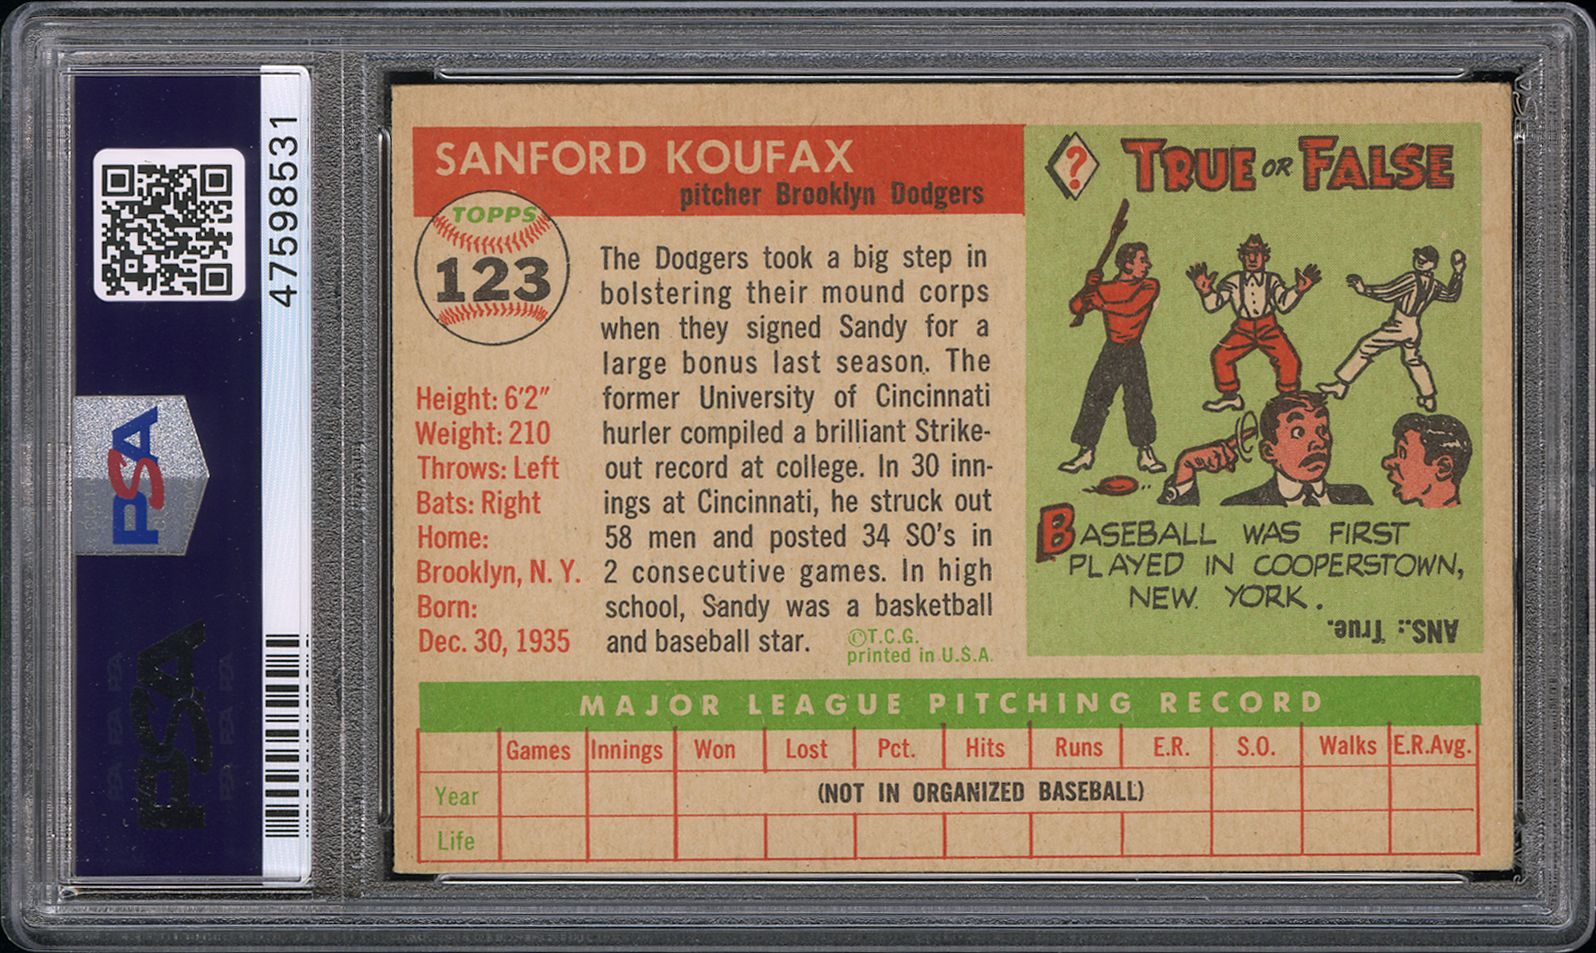 47598531
PSA
PSA
SANFORD KOUFAX
pitcher Brooklyn Dodgers
TOPPS
123
Height: 6'2"
Weight: 210
Throws: Left
Bats: Right
Home:
Brooklyn, N. Y.
Born:
Dec. 30, 1935
The Dodgers took a big step in
bolstering their mound corps
when they signed Sandy for a
large bonus last season. The
former University of Cincinnati
hurler compiled a brilliant Strike-
out record at college. In 30 inn-
ings at Cincinnati, he struck out
58 men and posted 34 SO's in
2 consecutive games. In high
school, Sandy was a basketball
and baseball star.
©T.C.G.
printed in U.S.A.
?
TRUE OR FALSE
BASEBALL WAS FIRST
PLAYED IN COOPERSTOWN,
NEW YORK.
ANS.: True.
MAJOR LEAGUE PITCHING RECORD
Games Innings Won Lost Pct. Hits Runs E.R. S.O. Walks E.R.Avg.
Year (NOT IN ORGANIZED BASEBALL)
Life